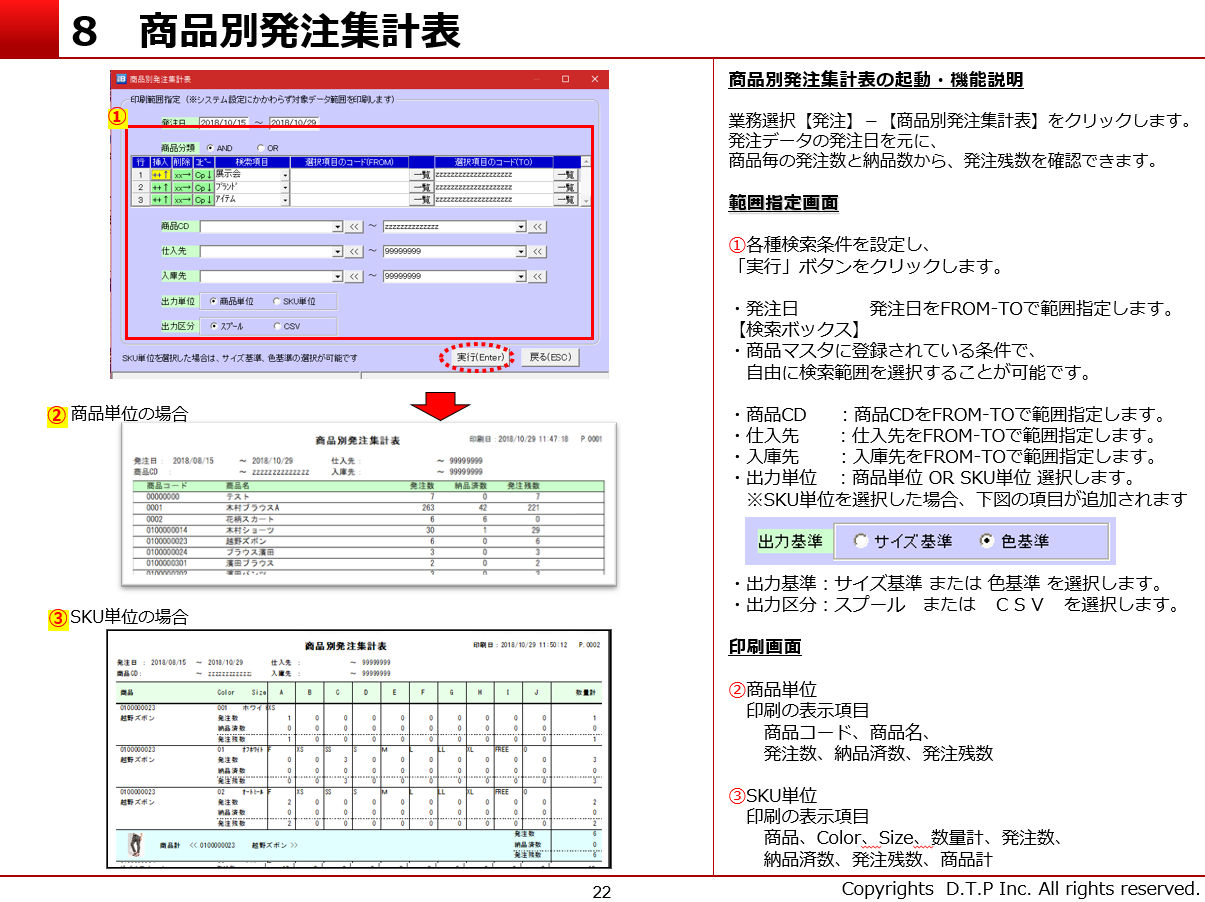 8　商品別発注集計表
商品別発注集計表
印刷範囲指定（※システム設定にかかわらず対象データ範囲を印刷します）
①
発注日 2018/10/15 ～ 2018/10/29
商品分類 AND OR
行 挿入 削除 コピー 検索項目 選択項目のコード(FROM) 選択項目のコード(TO)
1 ++↑ xx→ Cp↓ 展示会 一覧 zzzzzzzzzzzzzzzzzzzz 一覧
2 ++↑ xx→ Cp↓ ブランド 一覧 zzzzzzzzzzzzzzzzzzzz 一覧
3 ++↑ xx→ Cp↓ アイテム 一覧 zzzzzzzzzzzzzzzzzzzz 一覧
商品CD << ～ zzzzzzzzzzzzzz <<
仕入先 << ～ 99999999 <<
入庫先 << ～ 99999999 <<
出力単位 商品単位 SKU単位
出力区分 スプール CSV
SKU単位を選択した場合は、サイズ基準、色基準の選択が可能です
実行(Enter) 戻る(ESC)
②商品単位の場合
商品別発注集計表 印刷日：2018/10/29 11:47:18 P.0001
発注日： 2018/08/15 ～ 2018/10/29 仕入先： ～ 99999999
商品CD ： ～ zzzzzzzzzzzzzz 入庫先： ～ 99999999
商品コード 商品名 発注数 納品済数 発注残数
00000000 テスト 7 0 7
0001 木村ブラウスA 263 42 221
0002 花柄スカート 6 6 0
0100000014 木村ショーツ 30 1 29
0100000023 越野ズボン 6 0 6
0100000024 ブラウス濱田 3 0 3
0100000301 濱田ブラウス 2 0 2
0100000302 濱田パンツ 2 0 2
③SKU単位の場合
商品別発注集計表 印刷日：2018/10/29 11:50:12 P.0002
発注日 ： 2018/08/15 ～ 2018/10/29 仕入先 ： ～ 99999999
商品CD： ～ zzzzzzzzzzzz 入庫先 ： ～ 99999999
商品 Color Size A B C D E F G H I J 数量計
0100000023 001 ホワイト XS
越野ズボン 発注数 1 0 0 0 0 0 0 0 0 0 1
納品済数 0 0 0 0 0 0 0 0 0 0 0
発注残数 1 0 0 0 0 0 0 0 0 0 1
0100000023 01 オフホワイト F XS SS S M L LL XL FREE 0
越野ズボン 発注数 0 0 3 0 0 0 0 0 0 0 3
納品済数 0 0 0 0 0 0 0 0 0 0 0
発注残数 0 0 3 0 0 0 0 0 0 0 3
0100000023 02 オートミール F XS SS S M L LL XL FREE 0
越野ズボン 発注数 2 0 0 0 0 0 0 0 0 0 2
納品済数 0 0 0 0 0 0 0 0 0 0 0
発注残数 2 0 0 0 0 0 0 0 0 0 2
発注数 6
商品計 << 0100000023 越野ズボン >> 納品済数 0
発注残数 6
商品別発注集計表の起動・機能説明
業務選択【発注】－【商品別発注集計表】をクリックします。
発注データの発注日を元に、
商品毎の発注数と納品数から、発注残数を確認できます。
範囲指定画面
①各種検索条件を設定し、
「実行」ボタンをクリックします。
・発注日　　　　発注日をFROM-TOで範囲指定します。
【検索ボックス】
・商品マスタに登録されている条件で、
自由に検索範囲を選択することが可能です。
・商品CD　：商品CDをFROM-TOで範囲指定します。
・仕入先　　：仕入先をFROM-TOで範囲指定します。
・入庫先　　：入庫先をFROM-TOで範囲指定します。
・出力単位　：商品単位 OR SKU単位 選択します。
※SKU単位を選択した場合、下図の項目が追加されます
出力基準 サイズ基準 色基準
・出力基準：サイズ基準 または 色基準 を選択します。
・出力区分：スプール　または　ＣＳＶ　を選択します。
印刷画面
②商品単位
印刷の表示項目
商品コード、商品名、
発注数、納品済数、発注残数
③SKU単位
印刷の表示項目
商品、Color、Size、数量計、発注数、
納品済数、発注残数、商品計
22
Copyrights D.T.P Inc. All rights reserved.